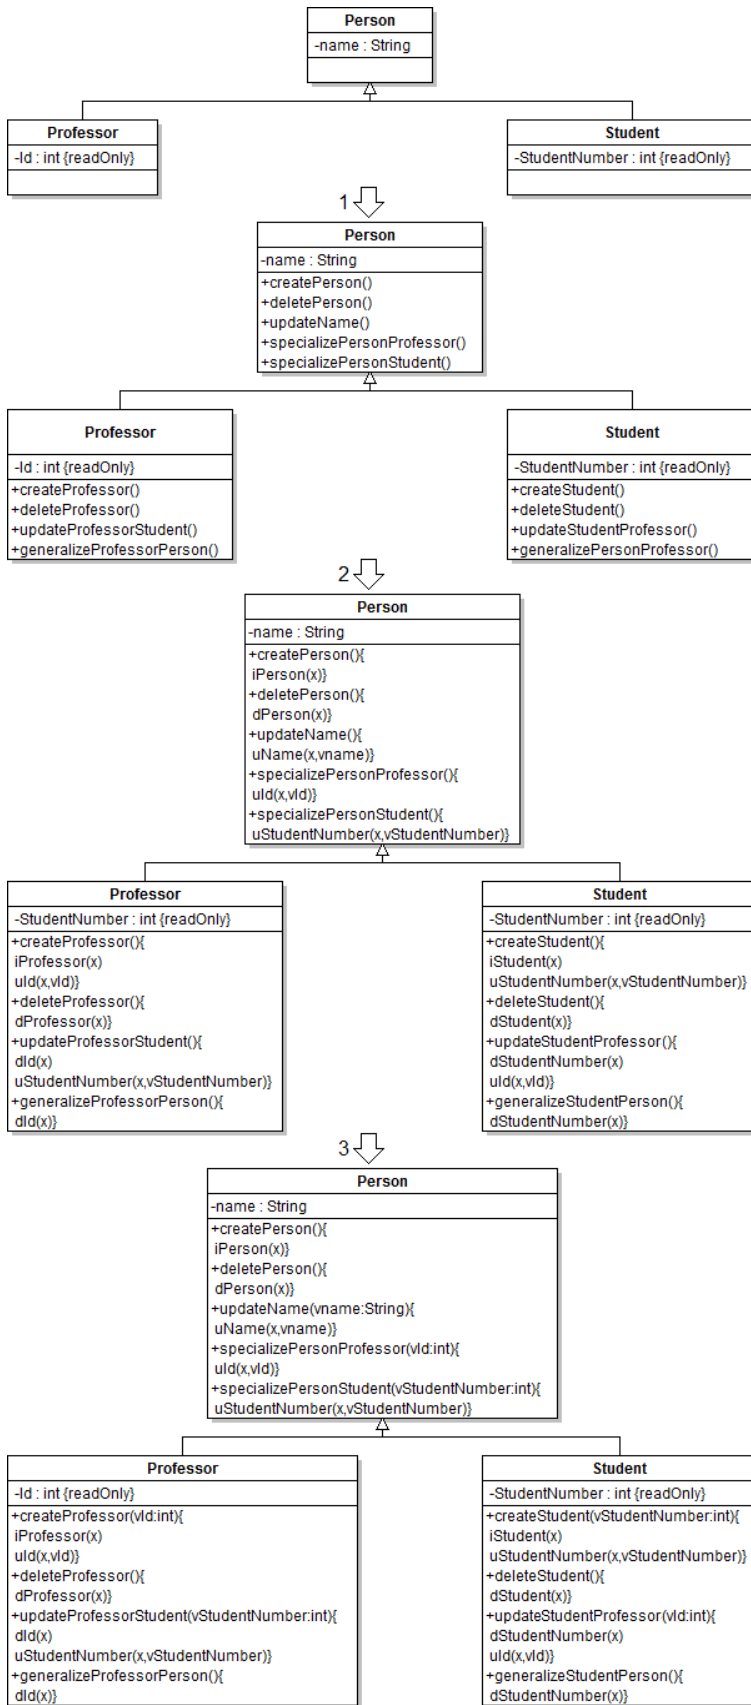 Person
-name : String
Professor
-Id : int {readOnly}
Student
-StudentNumber : int {readOnly}
1
Person
-name : String
+createPerson()
+deletePerson()
+updateName()
+specializePersonProfessor()
+specializePersonStudent()
Professor
-Id : int {readOnly}
+createProfessor()
+deleteProfessor()
+updateProfessorStudent()
+generalizeProfessorPerson()
Student
-StudentNumber : int {readOnly}
+createStudent()
+deleteStudent()
+updateStudentProfessor()
+generalizePersonProfessor()
2
Person
-name : String
+createPerson(){
iPerson(x)}
+deletePerson(){
dPerson(x)}
+updateName(){
uName(x,vname)}
+specializePersonProfessor(){
uId(x,vId)}
+specializePersonStudent(){
uStudentNumber(x,vStudentNumber)}
Professor
-StudentNumber : int {readOnly}
+createProfessor(){
iProfessor(x)
uId(x,vId)}
+deleteProfessor(){
dProfessor(x)}
+updateProfessorStudent(){
dId(x)
uStudentNumber(x,vStudentNumber)}
+generalizeProfessorPerson(){
dId(x)}
Student
-StudentNumber : int {readOnly}
+createStudent(){
iStudent(x)
uStudentNumber(x,vStudentNumber)}
+deleteStudent(){
dStudent(x)}
+updateStudentProfessor(){
dStudentNumber(x)
uId(x,vId)}
+generalizeStudentPerson(){
dStudentNumber(x)}
3
Person
-name : String
+createPerson(){
iPerson(x)}
+deletePerson(){
dPerson(x)}
+updateName(vname:String){
uName(x,vname)}
+specializePersonProfessor(vId:int){
uId(x,vId)}
+specializePersonStudent(vStudentNumber:int){
uStudentNumber(x,vStudentNumber)}
Professor
-Id : int {readOnly}
+createProfessor(vId:int){
iProfessor(x)
uId(x,vId)}
+deleteProfessor(){
dProfessor(x)}
+updateProfessorStudent(vStudentNumber:int){
dId(x)
uStudentNumber(x,vStudentNumber)}
+generalizeProfessorPerson(){
dId(x)}
Student
-StudentNumber : int {readOnly}
+createStudent(vStudentNumber:int){
iStudent(x)
uStudentNumber(x,vStudentNumber)}
+deleteStudent(){
dStudent(x)}
+updateStudentProfessor(vId:int){
dStudentNumber(x)
uId(x,vId)}
+generalizeStudentPerson(){
dStudentNumber(x)}